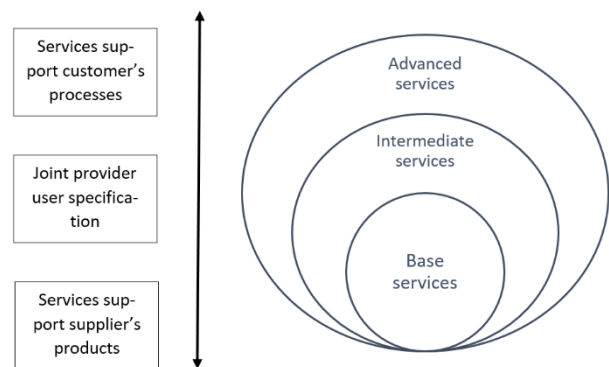 Services sup-
port customer's
processes
Joint provider
user specifica-
tion
Services sup-
port supplier's
products
Advanced
services
Intermediate
services
Base
services